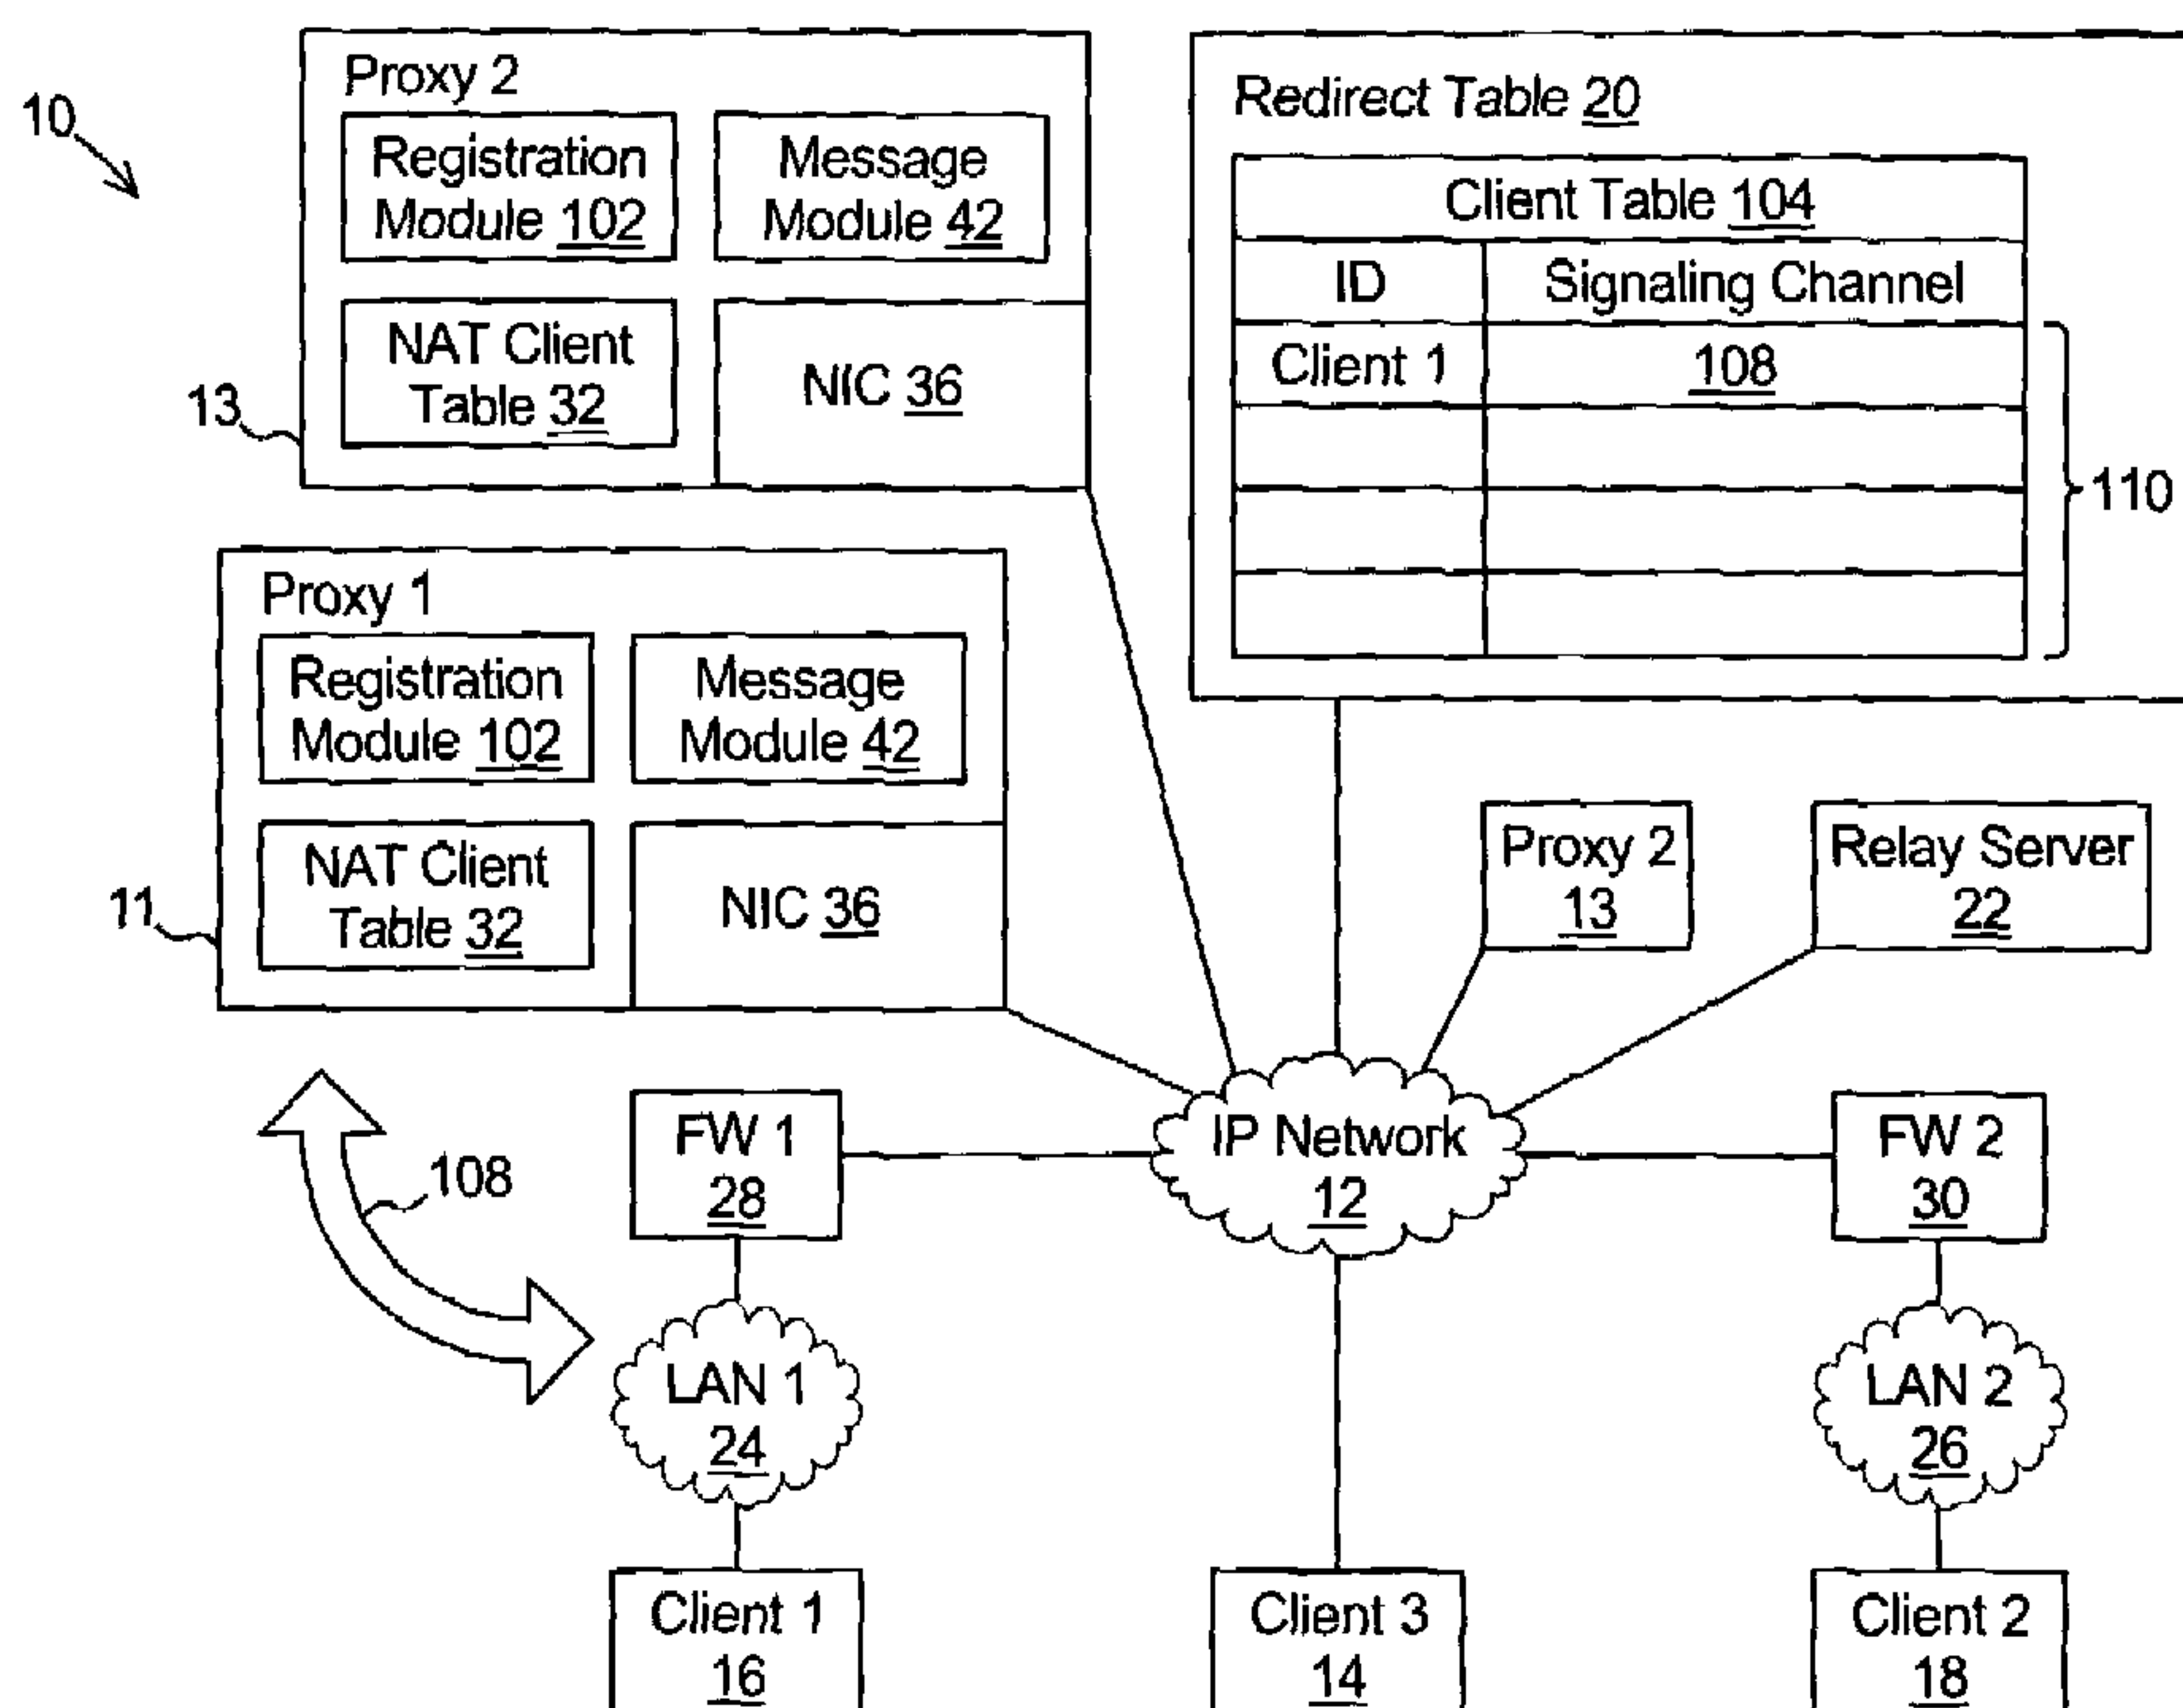 10
Proxy 2
Registration
Module 102
Message
Module 42
NAT Client
Table 32
NIC 36
13
Redirect Table 20
Client Table 104
ID
Signaling Channel
Client 1
108
110
Proxy 1
Registration
Module 102
Message
Module 42
NAT Client
Table 32
NIC 36
11
Proxy 2
13
Relay Server
22
108
FW 1
28
IP Network
12
FW 2
30
LAN 1
24
LAN 2
26
Client 1
16
Client 3
14
Client 2
18